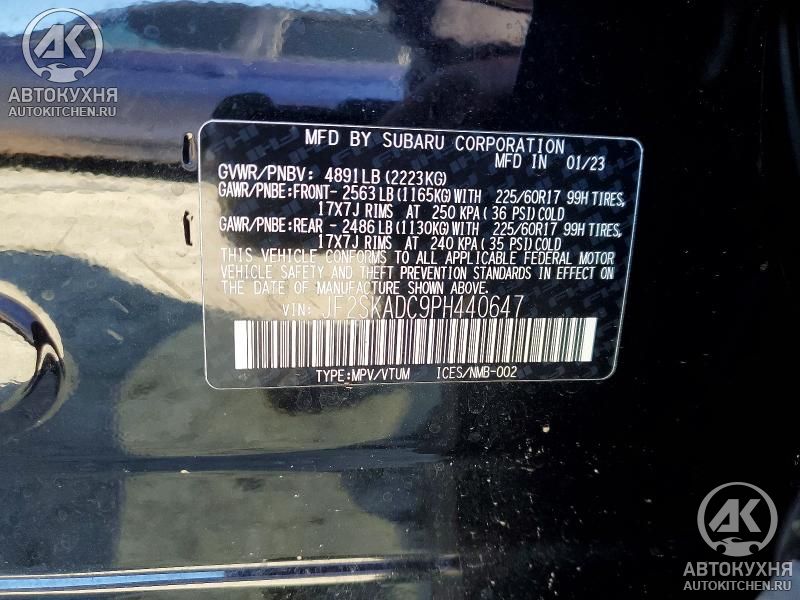 АК
АВТОКУХНЯ
AUTOKITCHEN.RU
MFD BY SUBARU CORPORATION
MFD IN 01/23
GVWR/PNBV: 4891LB(2223KG)
GAWR/PNBE:FRONT- 2563LB(1165KG)WITH 225/60R17 99H TIRES,
17X7J RIMS AT 250 KPA( 36 PSI)COLD
GAWR/PNBE:REAR - 2486LB(1130KG)WITH 225/60R17 99H TIRES,
17X7J RIMS AT 240 KPA( 35 PSI)COLD
THIS VEHICLE CONFORMS TO ALL APPLICABLE FEDERAL MOTOR
VEHICLE SAFETY AND THEFT PREVENTION STANDARDS IN EFFECT ON
THE DATE OF MANUFACTURE SHOWN ABOVE.
VIN: JF2SKADC9PH440647
TYPE:MPV/VTUM ICES/NMB-002
АК
АВТОКУХНЯ
AUTOKITCHEN.RU